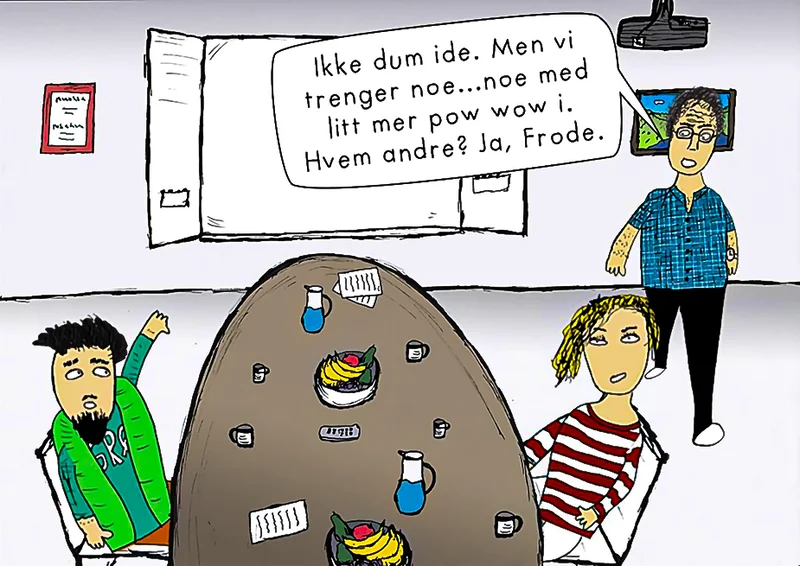 Ikke dum ide. Men vi
trenger noe...noe med
litt mer pow wow i.
Hvem andre? Ja, Frode.